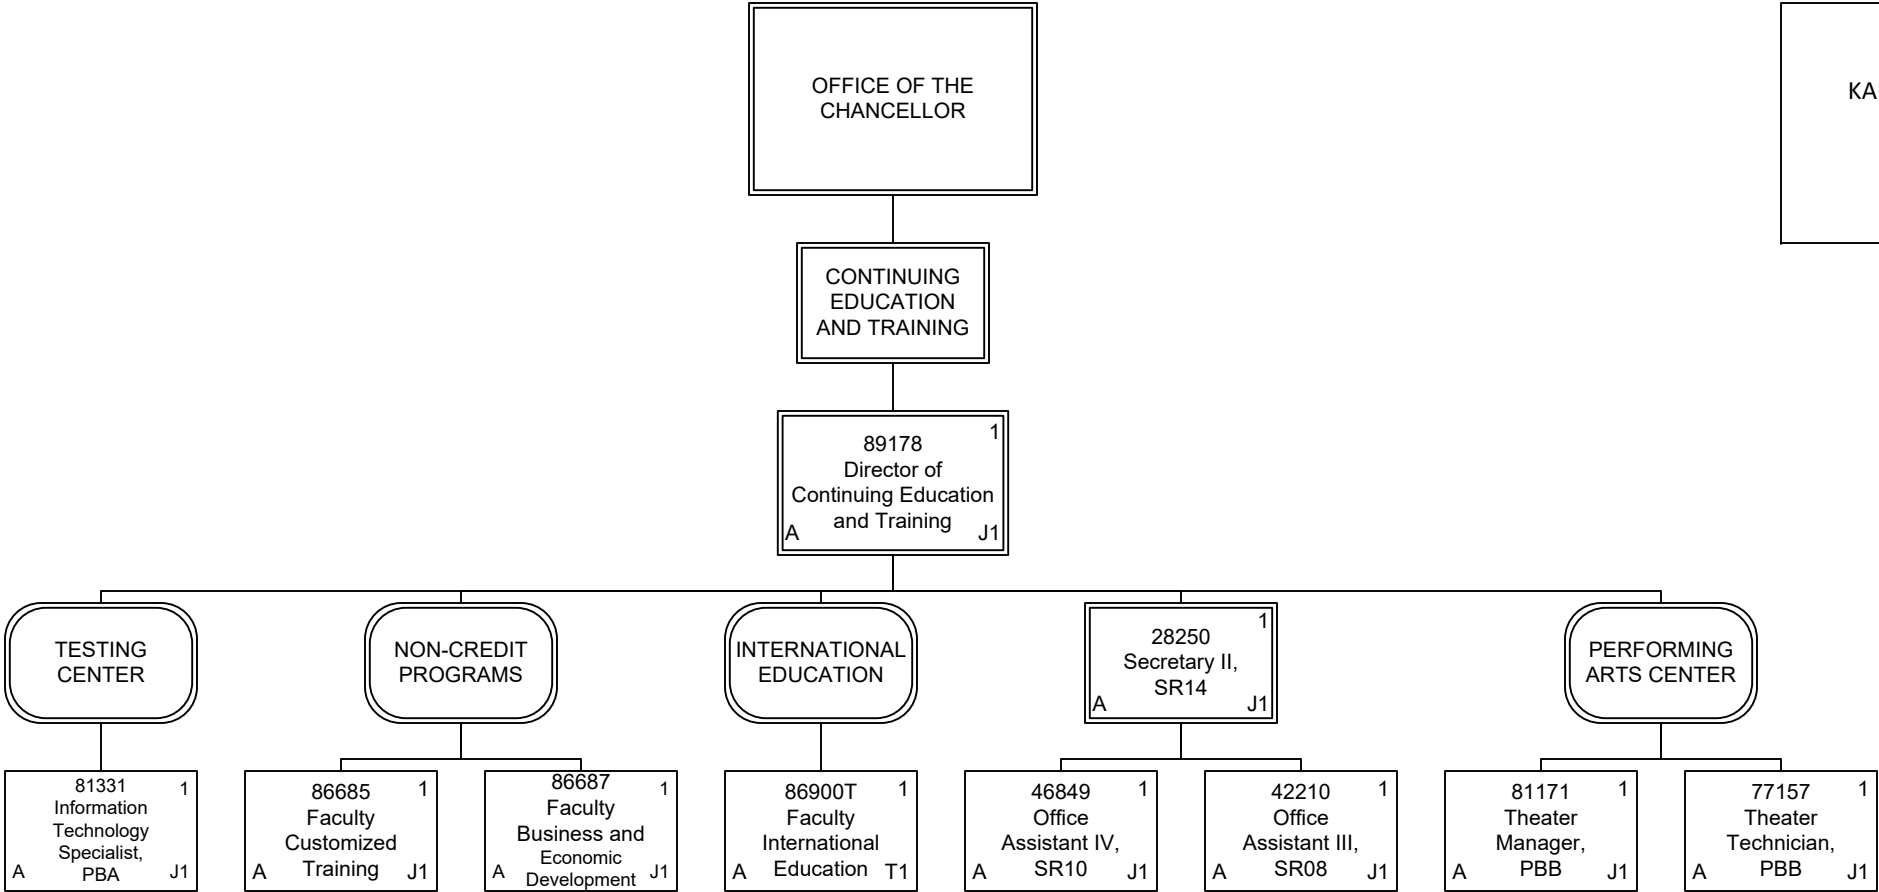 OFFICE OF THE
CHANCELLOR
CONTINUING
EDUCATION
AND TRAINING
1
89178
Director of
Continuing Education
and Training
A J1
TESTING
CENTER
NON-CREDIT
PROGRAMS
INTERNATIONAL
EDUCATION
1
28250
Secretary II,
SR14
A J1
PERFORMING
ARTS CENTER
81331 1
Information
Technology
Specialist,
PBA
A J1
86685 1
Faculty
Customized
Training
A J1
86687 1
Faculty
Business and
Economic
Development
A J1
86900T 1
Faculty
International
Education
A T1
46849 1
Office
Assistant IV,
SR10
A J1
42210 1
Office
Assistant III,
SR08
A J1
81171 1
Theater
Manager,
PBB
A J1
77157 1
Theater
Technician,
PBB
A J1